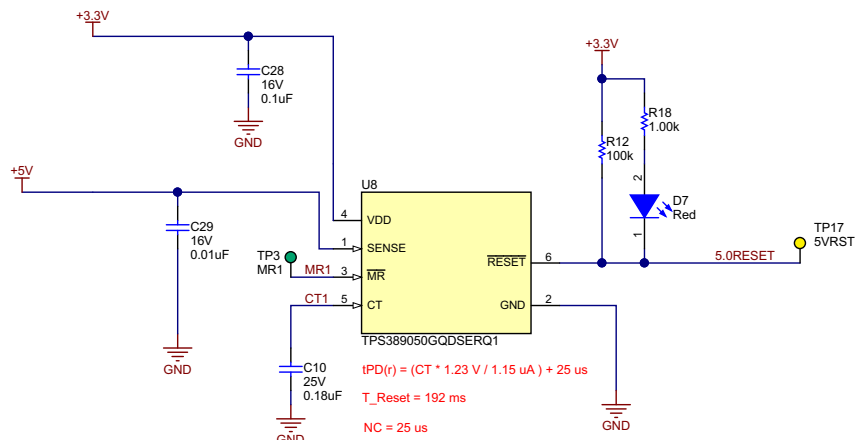 +3.3V
C28
16V
0.1uF
GND
+3.3V
R18
1.00k
R12
100k
+5V
U8
2
D7
Red
1
C29
16V
0.01uF
4
VDD
1
SENSE
TP17
5VRST
TP3
MR1
MR1
3
MR
RESET
6
5.0RESET
CT1
5
CT
GND
2
TPS389050GQDSERQ1
GND
C10
25V
0.18uF
tPD(r) = (CT * 1.23 V / 1.15 uA ) + 25 us
T_Reset = 192 ms
NC = 25 us
GND
GND